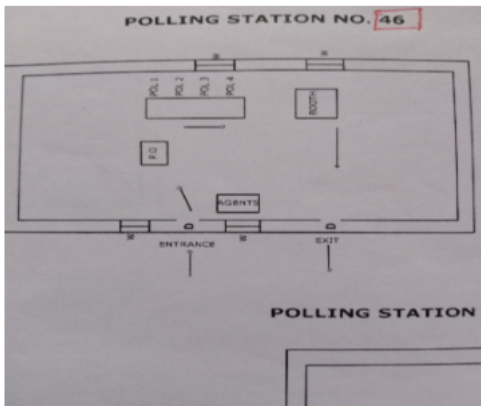 POLLING STATION NO. 46
W
W
POL 1
POL 2
POL 3
POL 4
BOOTH
P.O
AGENTS
W
D
W
D
ENTRANCE
EXIT
POLLING STATION